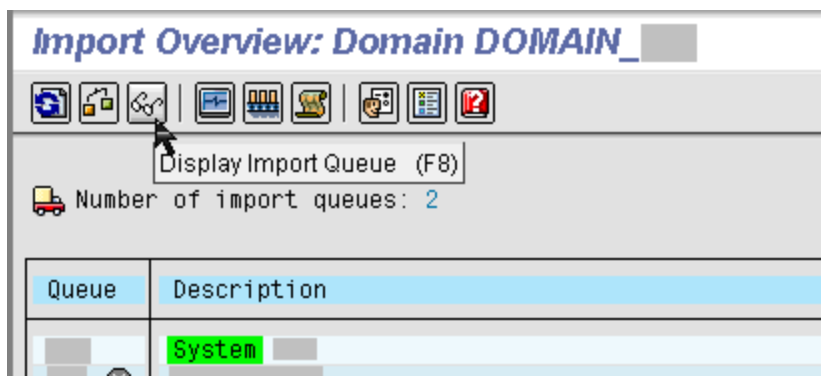 Import Overview: Domain DOMAIN_
Display Import Queue (F8)
Number of import queues: 2
Queue Description
System